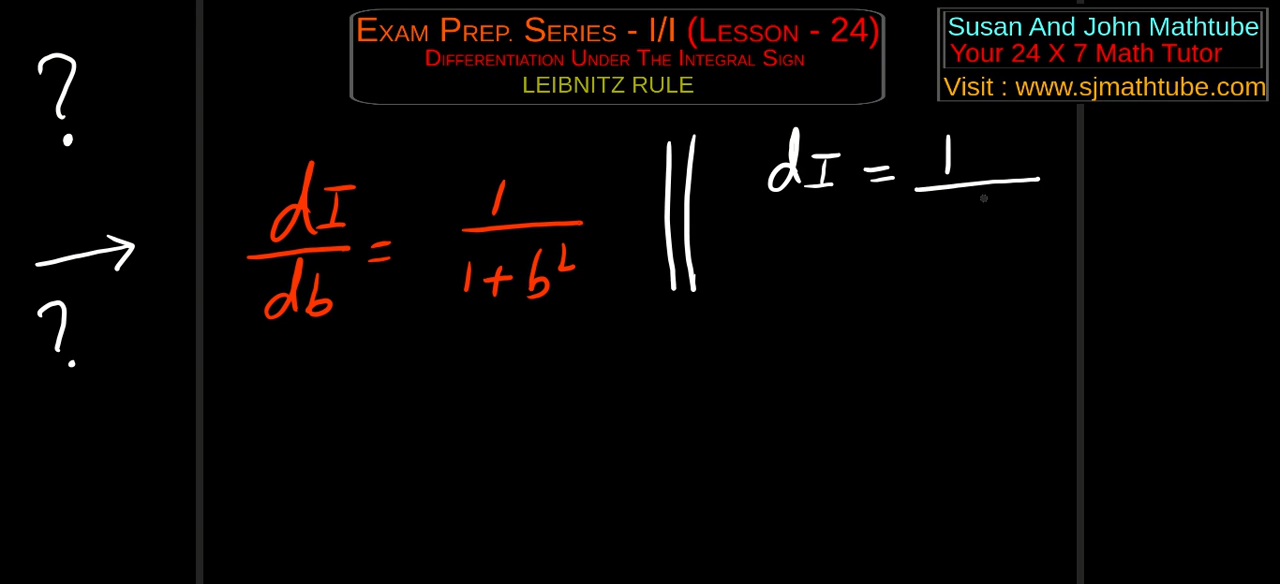 Exam Prep. Series - I/I (Lesson - 24)
Differentiation Under The Integral Sign
LEIBNITZ RULE
Susan And John Mathtube
Your 24 X 7 Math Tutor
Visit : www.sjmathtube.com
?
→
?
dI/db = 1/(1+b²)
dI = 1/